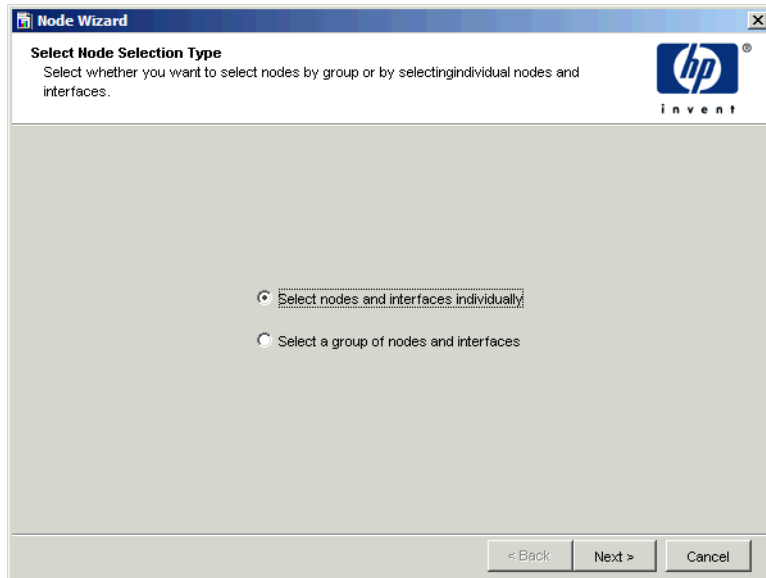 Node Wizard
Select Node Selection Type
Select whether you want to select nodes by group or by selectingindividual nodes and
interfaces.
hp
®
invent
Select nodes and interfaces individually
Select a group of nodes and interfaces
< Back Next > Cancel